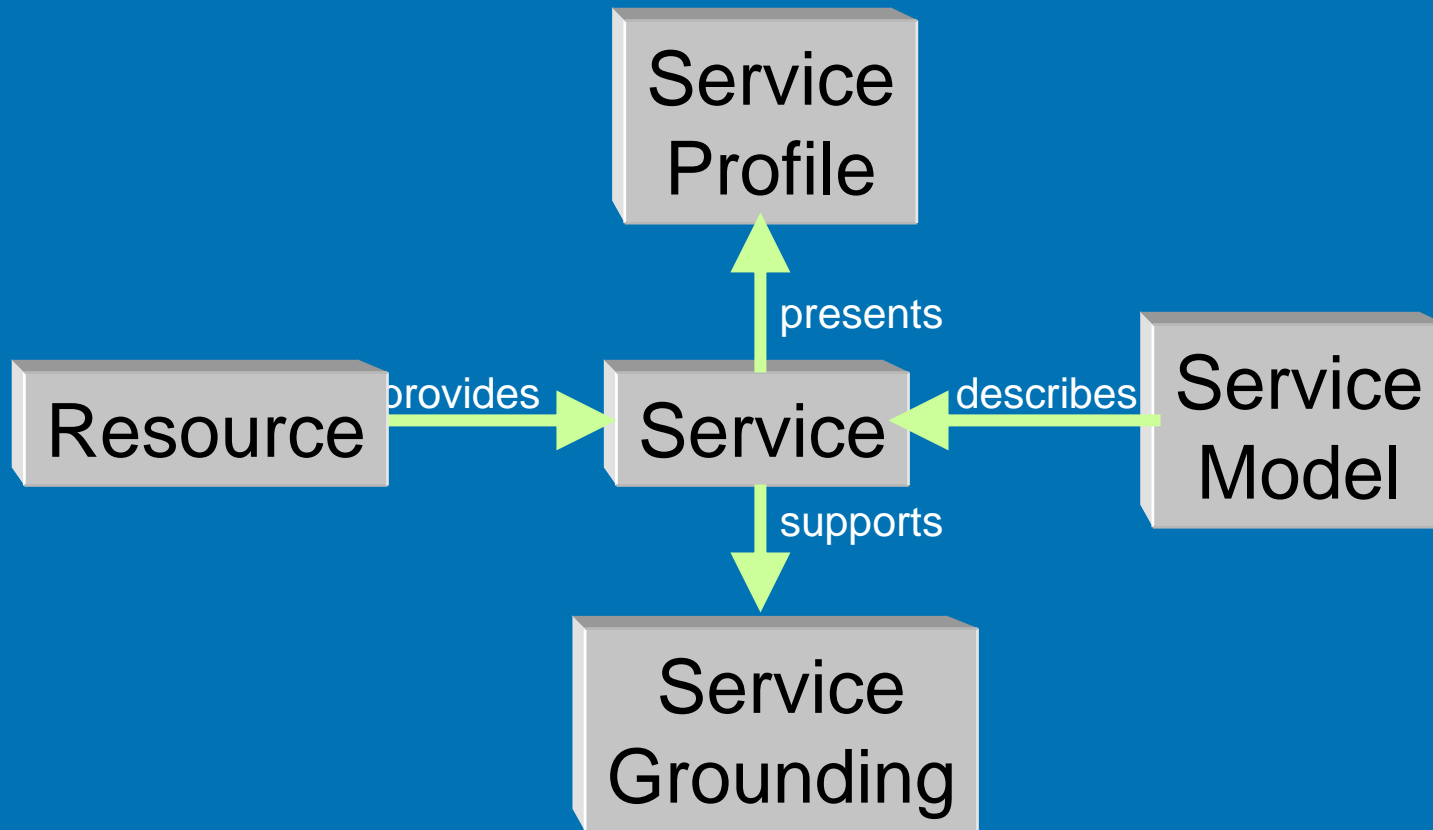 Service
Profile
presents
Resource
provides
Service
describes
Service
Model
supports
Service
Grounding